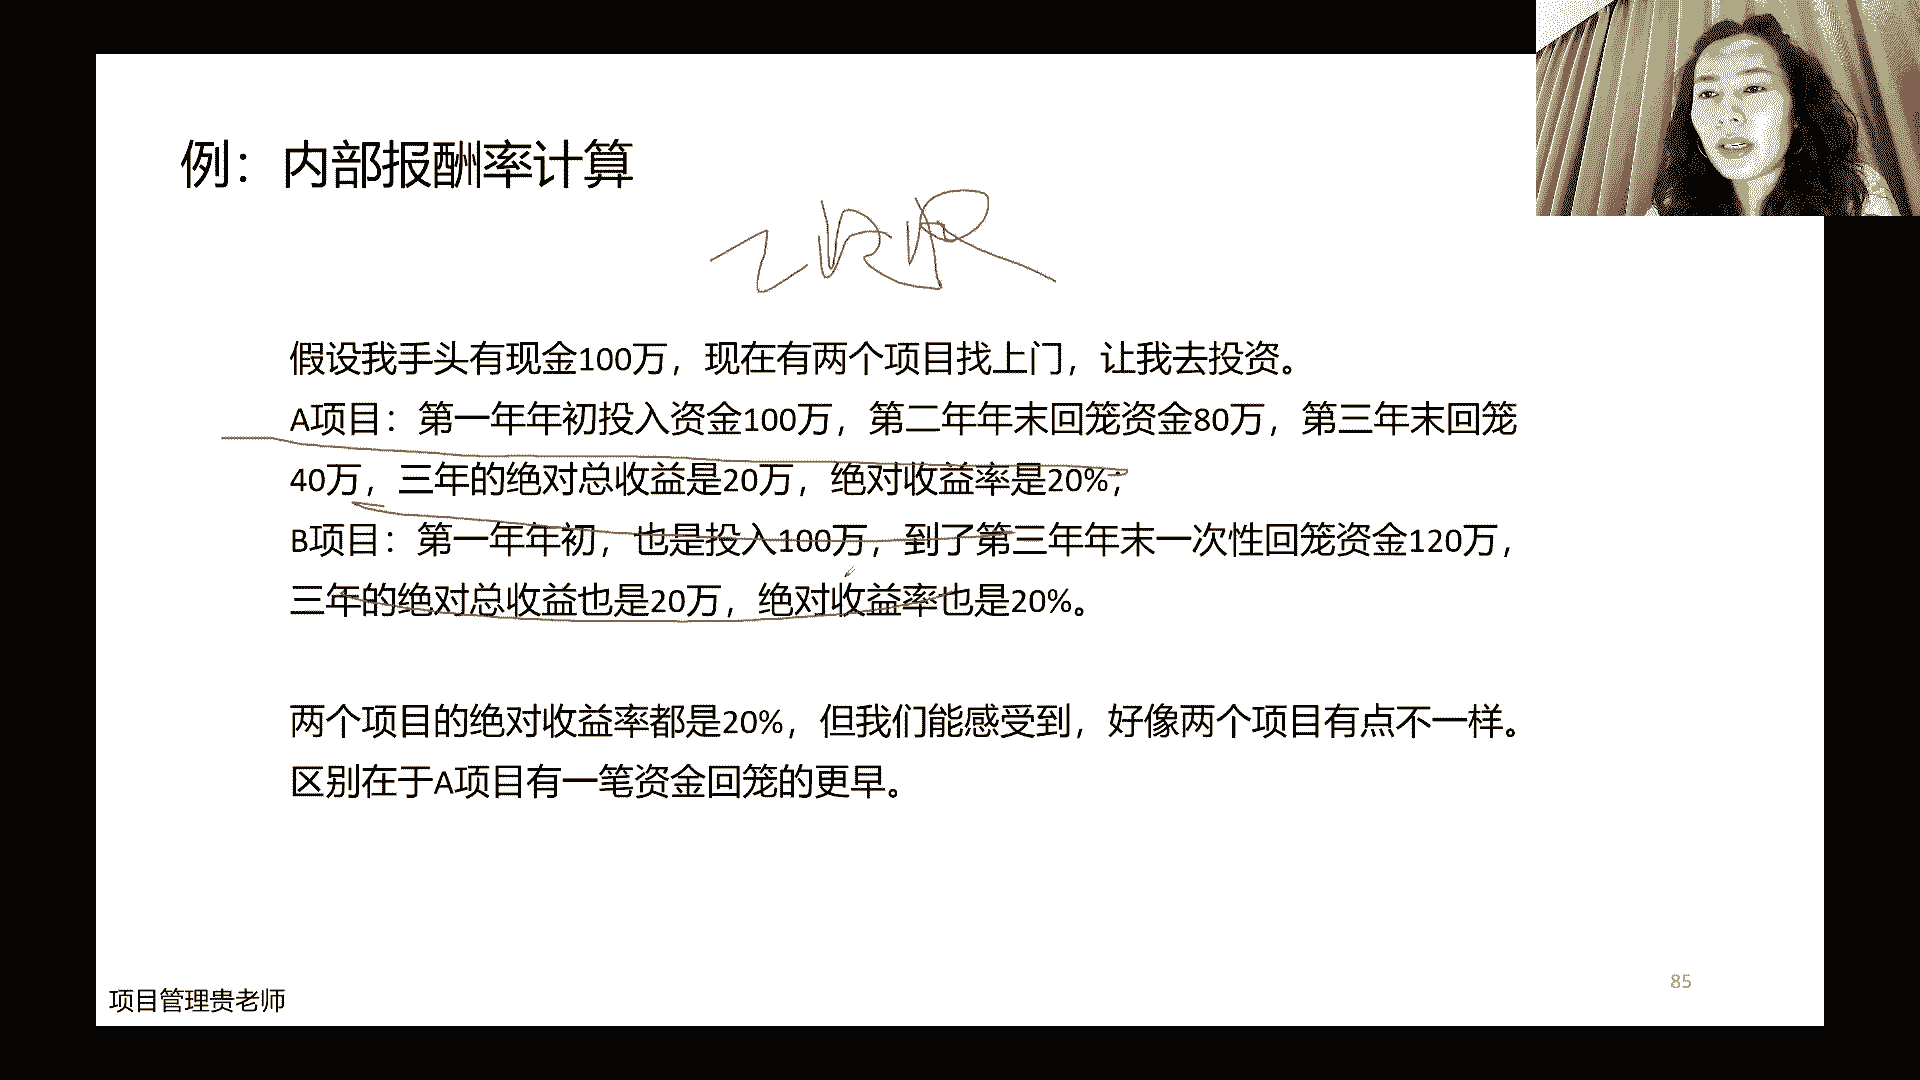 例：内部报酬率计算
IRR
假设我手头有现金100万，现在有两个项目找上门，让我去投资。
A项目：第一年年初投入资金100万，第二年年末回笼资金80万，第三年末回笼
40万，三年的绝对总收益是20万，绝对收益率是20%；
B项目：第一年年初，也是投入100万，到了第三年年末一次性回笼资金120万，
三年的绝对总收益也是20万，绝对收益率也是20%。
两个项目的绝对收益率都是20%，但我们能感受到，好像两个项目有点不一样。
区别在于A项目有一笔资金回笼的更早。
项目管理贵老师
85